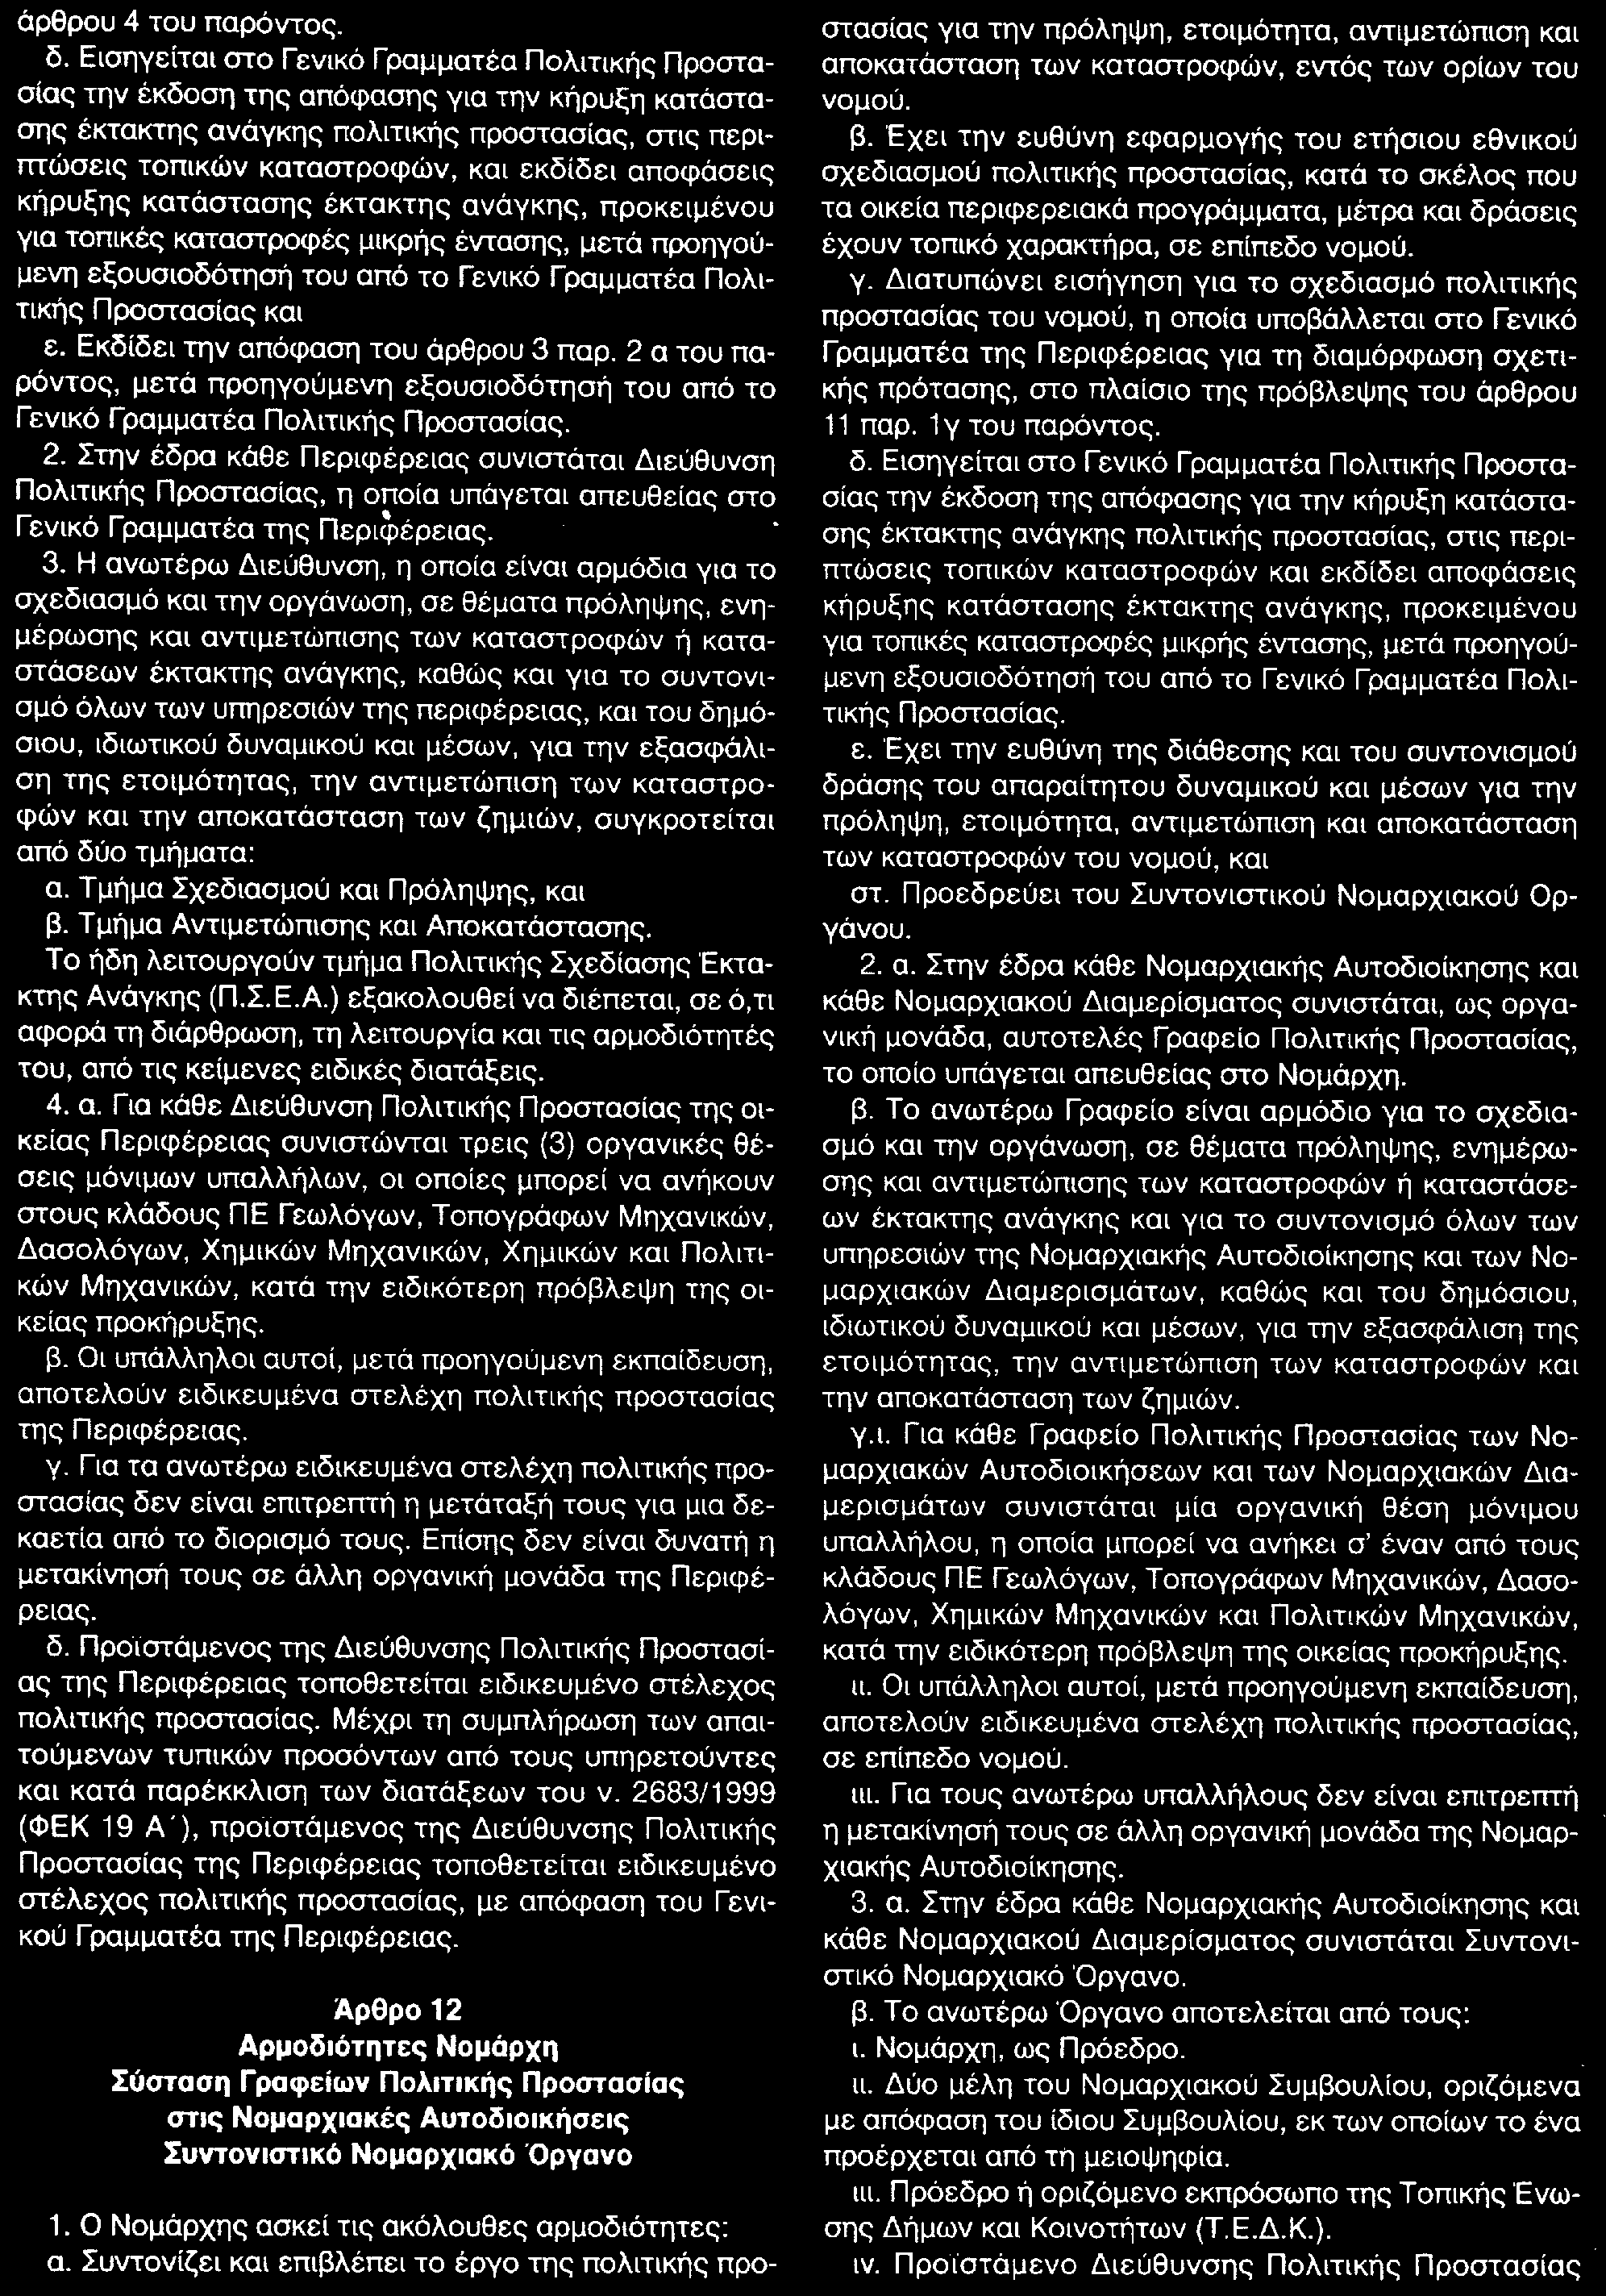 άρθρου 4 του παρόντος.
δ. Εισηγείται στο Γενικό Γραμματέα Πολιτικής Προστα-
σίας την έκδοση της απόφασης για την κήρυξη κατάστα-
σης έκτακτης ανάγκης πολιτικής προστασίας, στις περι-
πτώσεις τοπικών καταστροφών, και εκδίδει αποφάσεις
κήρυξης κατάστασης έκτακτης ανάγκης, προκειμένου
για τοπικές καταστροφές μικρής έντασης, μετά προηγού-
μενη εξουσιοδότησή του από το Γενικό Γραμματέα Πολι-
τικής Προστασίας και
ε. Εκδίδει την απόφαση του άρθρου 3 παρ. 2 α του πα-
ρόντος, μετά προηγούμενη εξουσιοδότησή του από το
Γενικό Γραμματέα Πολιτικής Προστασίας.
2. Στην έδρα κάθε Περιφέρειας συνιστάται Διεύθυνση
Πολιτικής Προστασίας, η οποία υπάγεται απευθείας στο
Γενικό Γραμματέα της Περιφέρειας.
3. Η ανωτέρω Διεύθυνση, η οποία είναι αρμόδια για το
σχεδιασμό και την οργάνωση, σε θέματα πρόληψης, ενη-
μέρωσης και αντιμετώπισης των καταστροφών ή κατα-
στάσεων έκτακτης ανάγκης, καθώς και για το συντονι-
σμό όλων των υπηρεσιών της περιφέρειας, και του δημό-
σιου, ιδιωτικού δυναμικού και μέσων, για την εξασφάλι-
ση της ετοιμότητας, την αντιμετώπιση των καταστρο-
φών και την αποκατάσταση των ζημιών, συγκροτείται
από δύο τμήματα:
α. Τμήμα Σχεδιασμού και Πρόληψης, και
β. Τμήμα Αντιμετώπισης και Αποκατάστασης.
Το ήδη λειτουργούν τμήμα Πολιτικής Σχεδίασης Έκτα-
κτης Ανάγκης (Π.Σ.Ε.Α.) εξακολουθεί να διέπεται, σε ό,τι
αφορά τη διάρθρωση, τη λειτουργία και τις αρμοδιότητές
του, από τις κείμενες ειδικές διατάξεις.
4. α. Για κάθε Διεύθυνση Πολιτικής Προστασίας της οι-
κείας Περιφέρειας συνιστώνται τρεις (3) οργανικές θέ-
σεις μόνιμων υπαλλήλων, οι οποίες μπορεί να ανήκουν
στους κλάδους ΠΕ Γεωλόγων, Τοπογράφων Μηχανικών,
Δασολόγων, Χημικών Μηχανικών, Χημικών και Πολιτι-
κών Μηχανικών, κατά την ειδικότερη πρόβλεψη της οι-
κείας προκήρυξης.
β. Οι υπάλληλοι αυτοί, μετά προηγούμενη εκπαίδευση,
αποτελούν ειδικευμένα στελέχη πολιτικής προστασίας
της Περιφέρειας.
γ. Για τα ανωτέρω ειδικευμένα στελέχη πολιτικής προ-
στασίας δεν είναι επιτρεπτή η μετάταξή τους για μια δε-
καετία από το διορισμό τους. Επίσης δεν είναι δυνατή η
μετακίνησή τους σε άλλη οργανική μονάδα της Περιφέ-
ρειας.
δ. Προϊστάμενος της Διεύθυνσης Πολιτικής Προστασί-
ας της Περιφέρειας τοποθετείται ειδικευμένο στέλεχος
πολιτικής προστασίας. Μέχρι τη συμπλήρωση των απαι-
τούμενων τυπικών προσόντων από τους υπηρετούντες
και κατά παρέκκλιση των διατάξεων του ν. 2683/1999
(ΦΕΚ 19 Α΄), προϊστάμενος της Διεύθυνσης Πολιτικής
Προστασίας της Περιφέρειας τοποθετείται ειδικευμένο
στέλεχος πολιτικής προστασίας, με απόφαση του Γενι-
κού Γραμματέα της Περιφέρειας.
Άρθρο 12
Αρμοδιότητες Νομάρχη
Σύσταση Γραφείων Πολιτικής Προστασίας
στις Νομαρχιακές Αυτοδιοικήσεις
Συντονιστικό Νομαρχιακό Όργανο
1. Ο Νομάρχης ασκεί τις ακόλουθες αρμοδιότητες:
α. Συντονίζει και επιβλέπει το έργο της πολιτικής προ-
στασίας για την πρόληψη, ετοιμότητα, αντιμετώπιση και
αποκατάσταση των καταστροφών, εντός των ορίων του
νομού.
β. Έχει την ευθύνη εφαρμογής του ετήσιου εθνικού
σχεδιασμού πολιτικής προστασίας, κατά το σκέλος που
τα οικεία περιφερειακά προγράμματα, μέτρα και δράσεις
έχουν τοπικό χαρακτήρα, σε επίπεδο νομού.
γ. Διατυπώνει εισήγηση για το σχεδιασμό πολιτικής
προστασίας του νομού, η οποία υποβάλλεται στο Γενικό
Γραμματέα της Περιφέρειας για τη διαμόρφωση σχετι-
κής πρότασης, στο πλαίσιο της πρόβλεψης του άρθρου
11 παρ. 1γ του παρόντος.
δ. Εισηγείται στο Γενικό Γραμματέα Πολιτικής Προστα-
σίας την έκδοση της απόφασης για την κήρυξη κατάστα-
σης έκτακτης ανάγκης πολιτικής προστασίας, στις περι-
πτώσεις τοπικών καταστροφών και εκδίδει αποφάσεις
κήρυξης κατάστασης έκτακτης ανάγκης, προκειμένου
για τοπικές καταστροφές μικρής έντασης, μετά προηγού-
μενη εξουσιοδότησή του από το Γενικό Γραμματέα Πολι-
τικής Προστασίας.
ε. Έχει την ευθύνη της διάθεσης και του συντονισμού
δράσης του απαραίτητου δυναμικού και μέσων για την
πρόληψη, ετοιμότητα, αντιμετώπιση και αποκατάσταση
των καταστροφών του νομού, και
στ. Προεδρεύει του Συντονιστικού Νομαρχιακού Ορ-
γάνου.
2. α. Στην έδρα κάθε Νομαρχιακής Αυτοδιοίκησης και
κάθε Νομαρχιακού Διαμερίσματος συνιστάται, ως οργα-
νική μονάδα, αυτοτελές Γραφείο Πολιτικής Προστασίας,
το οποίο υπάγεται απευθείας στο Νομάρχη.
β. Το ανωτέρω Γραφείο είναι αρμόδιο για το σχεδια-
σμό και την οργάνωση, σε θέματα πρόληψης, ενημέρω-
σης και αντιμετώπισης των καταστροφών ή καταστάσε-
ων έκτακτης ανάγκης και για το συντονισμό όλων των
υπηρεσιών της Νομαρχιακής Αυτοδιοίκησης και των Νο-
μαρχιακών Διαμερισμάτων, καθώς και του δημόσιου,
ιδιωτικού δυναμικού και μέσων, για την εξασφάλιση της
ετοιμότητας, την αντιμετώπιση των καταστροφών και
την αποκατάσταση των ζημιών.
γ.ι. Για κάθε Γραφείο Πολιτικής Προστασίας των Νο-
μαρχιακών Αυτοδιοικήσεων και των Νομαρχιακών Δια-
μερισμάτων συνιστάται μία οργανική θέση μόνιμου
υπαλλήλου, η οποία μπορεί να ανήκει σ' έναν από τους
κλάδους ΠΕ Γεωλόγων, Τοπογράφων Μηχανικών, Δασο-
λόγων, Χημικών Μηχανικών και Πολιτικών Μηχανικών,
κατά την ειδικότερη πρόβλεψη της οικείας προκήρυξης.
ιι. Οι υπάλληλοι αυτοί, μετά προηγούμενη εκπαίδευση,
αποτελούν ειδικευμένα στελέχη πολιτικής προστασίας,
σε επίπεδο νομού.
ιιι. Για τους ανωτέρω υπαλλήλους δεν είναι επιτρεπτή
η μετακίνησή τους σε άλλη οργανική μονάδα της Νομαρ-
χιακής Αυτοδιοίκησης.
3. α. Στην έδρα κάθε Νομαρχιακής Αυτοδιοίκησης και
κάθε Νομαρχιακού Διαμερίσματος συνιστάται Συντονι-
στικό Νομαρχιακό Όργανο.
β. Το ανωτέρω Όργανο αποτελείται από τους:
ι. Νομάρχη, ως Πρόεδρο.
ιι. Δύο μέλη του Νομαρχιακού Συμβουλίου, οριζόμενα
με απόφαση του ίδιου Συμβουλίου, εκ των οποίων το ένα
προέρχεται από τη μειοψηφία.
ιιι. Πρόεδρο ή οριζόμενο εκπρόσωπο της Τοπικής Ένω-
σης Δήμων και Κοινοτήτων (Τ.Ε.Δ.Κ.).
ιν. Προϊστάμενο Διεύθυνσης Πολιτικής Προστασίας